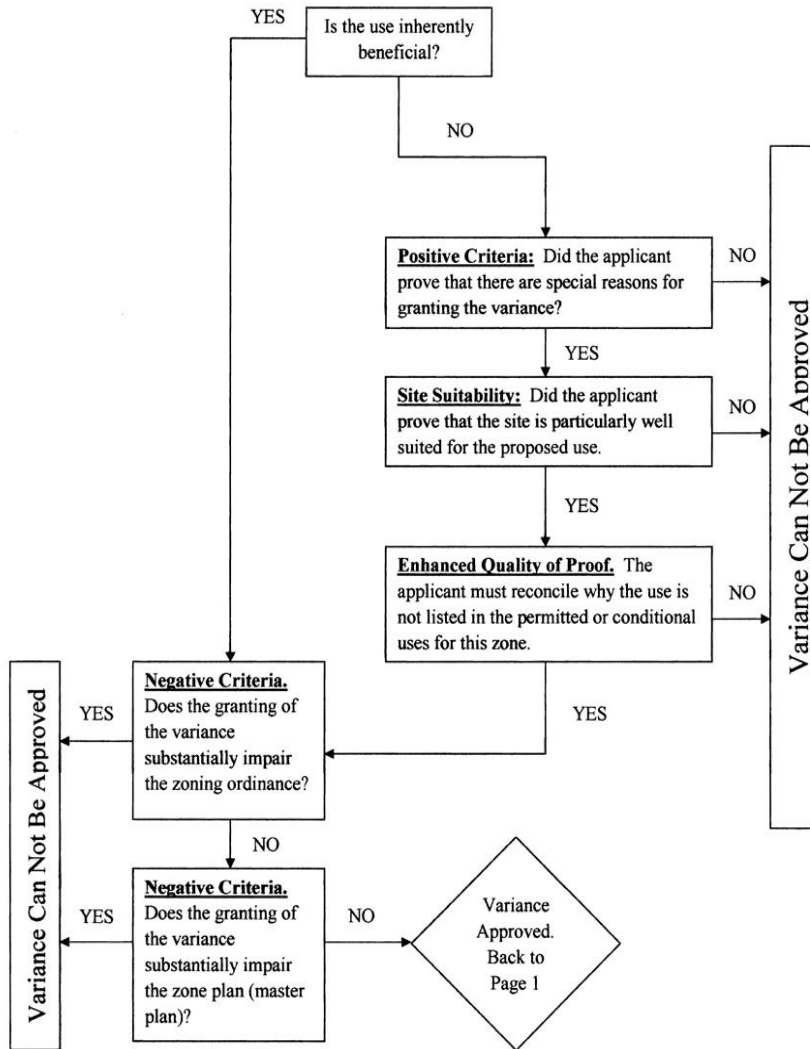 YES
Is the use inherently
beneficial?
NO
Positive Criteria: Did the applicant
prove that there are special reasons for
granting the variance?
NO
YES
Site Suitability: Did the applicant
prove that the site is particularly well
suited for the proposed use.
NO
YES
Enhanced Quality of Proof. The
applicant must reconcile why the use is
not listed in the permitted or conditional
uses for this zone.
NO
YES
Variance Can Not Be Approved
Negative Criteria.
Does the granting of
the variance
substantially impair
the zoning ordinance?
YES
NO
Negative Criteria.
Does the granting of
the variance
substantially impair
the zone plan (master
plan)?
YES
NO
Variance Can Not Be Approved
Variance
Approved.
Back to
Page 1